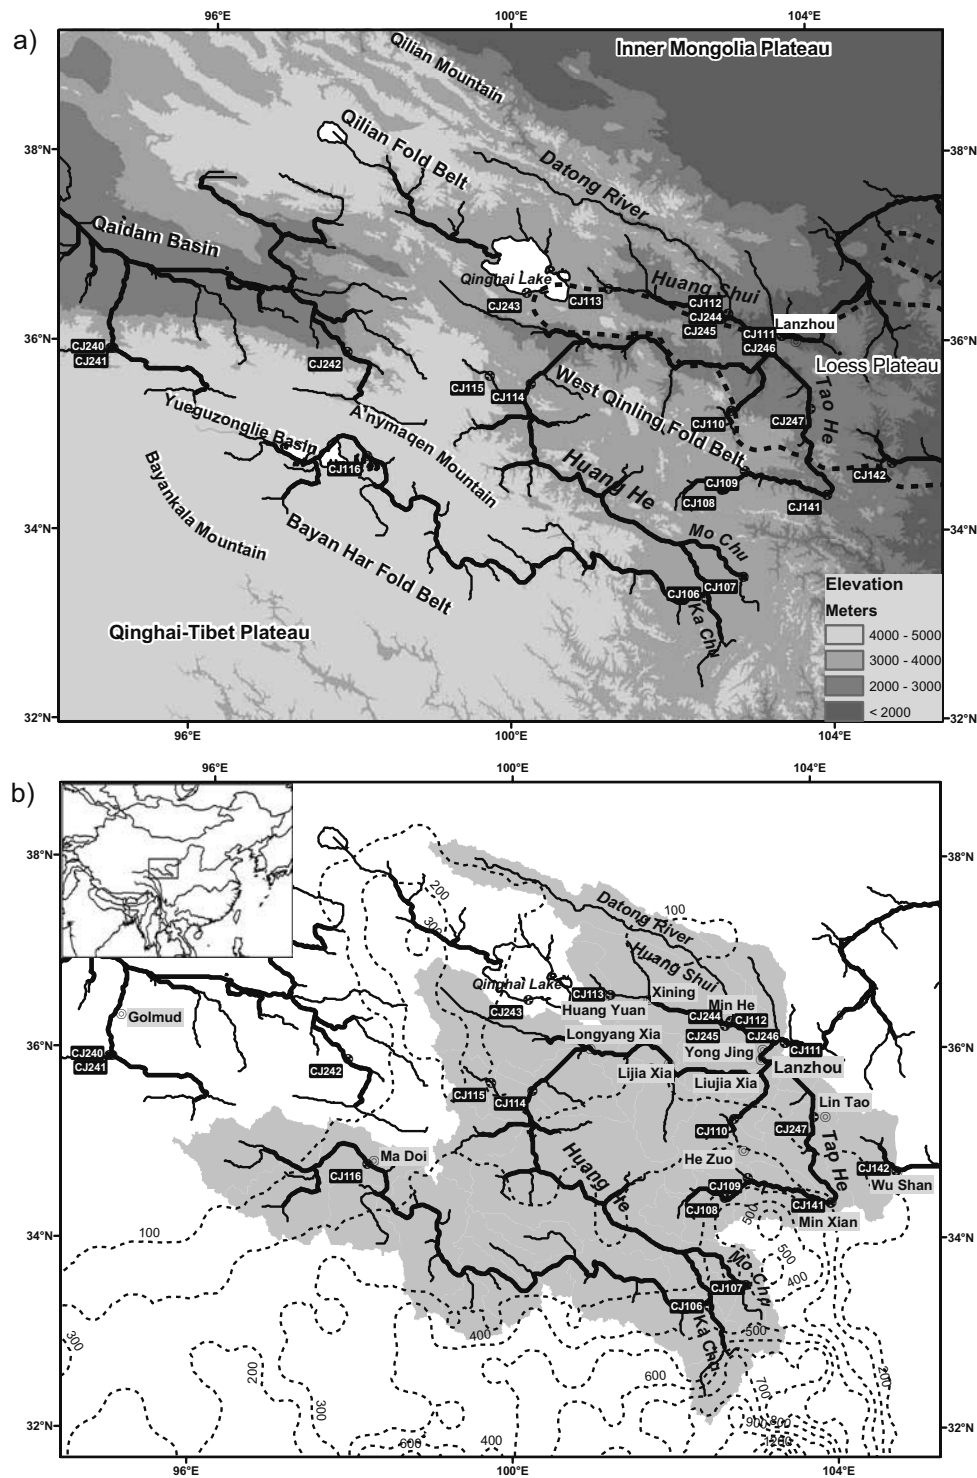 96°E 100°E 104°E
a)
Inner Mongolia Plateau
Qilian Mountain
38°N 38°N
Qilian Fold Belt
Datong River
Qaidam Basin
Qinghai Lake
Huang Shui
CJ243
CJ113
CJ112
CJ244
CJ245
CJ111
Lanzhou
CJ246
36°N 36°N
CJ240
CJ241
CJ242
Loess Plateau
CJ115
CJ114
West Qinling Fold Belt
CJ110
CJ247
Tao He
Yueguzonglie Basin
A'nymaqen Mountain
CJ116
Huang He
CJ109
CJ108
CJ142
CJ141
Bayankala Mountain
34°N 34°N
Bayan Har Fold Belt
Mo Chu
CJ107
CJ106
Ka Chu
Qinghai-Tibet Plateau
Elevation
Meters
4000 - 5000
3000 - 4000
2000 - 3000
< 2000
32°N 32°N
96°E 100°E 104°E
96°E 100°E 104°E
b)
38°N 38°N
200
300
100
Datong River
Huang Shui
Qinghai Lake
CJ113
Xining
CJ243
Huang Yuan
Min He
CJ244
CJ112
Golmud
Longyang Xia
CJ245
CJ246
36°N 36°N
CJ240
CJ241
CJ242
Yong Jing
CJ111
Lijia Xia
Liujia Xia
Lanzhou
CJ115
CJ114
Lin Tao
CJ110
CJ247
Tap He
Ma Doi
CJ116
He Zuo
CJ142
Wu Shan
Huang He
CJ109
CJ108
CJ141
Min Xian
500
100
34°N 34°N
500
400
Mo Chu
CJ107
CJ106
Ka Chu
300
400
500
200
600
700
200
300
900
800
32°N 32°N
600
400
1200
96°E 100°E 104°E